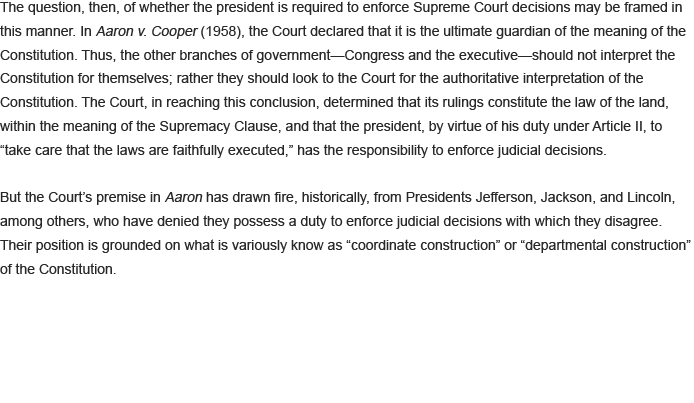 The question, then, of whether the president is required to enforce Supreme Court decisions may be framed in
this manner. In Aaron v. Cooper (1958), the Court declared that it is the ultimate guardian of the meaning of the
Constitution. Thus, the other branches of government—Congress and the executive—should not interpret the
Constitution for themselves; rather they should look to the Court for the authoritative interpretation of the
Constitution. The Court, in reaching this conclusion, determined that its rulings constitute the law of the land,
within the meaning of the Supremacy Clause, and that the president, by virtue of his duty under Article II, to
“take care that the laws are faithfully executed,” has the responsibility to enforce judicial decisions.

But the Court’s premise in Aaron has drawn fire, historically, from Presidents Jefferson, Jackson, and Lincoln,
among others, who have denied they possess a duty to enforce judicial decisions with which they disagree.
Their position is grounded on what is variously know as “coordinate construction” or “departmental construction”
of the Constitution.